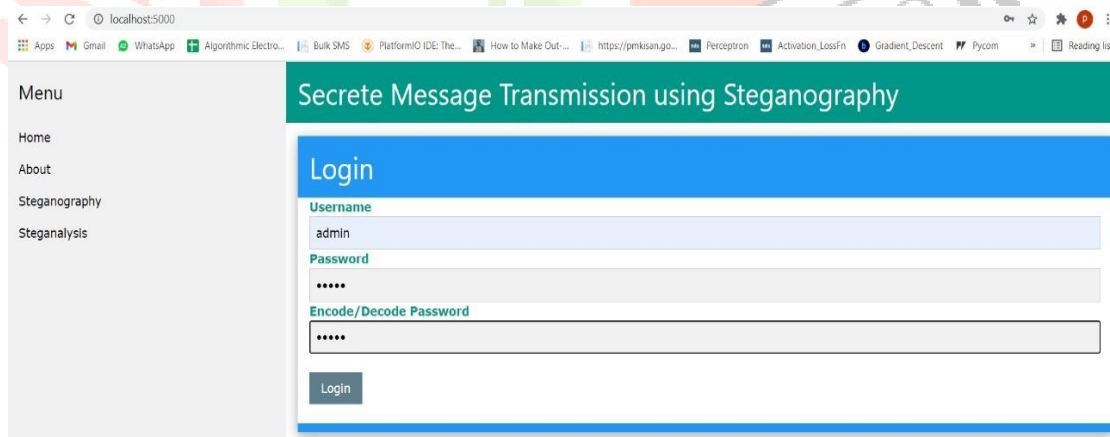 localhost:5000
Apps Gmail WhatsApp Algorithmic Electro... Bulk SMS PlatformIO IDE: The... How to Make Out-... https://pmkisan.go... Perceptron Activation_LossFn Gradient_Descent Pycom » Reading lis
Menu
Home
About
Steganography
Steganalysis
Secrete Message Transmission using Steganography
Login
Username
admin
Password
•••••
Encode/Decode Password
•••••
Login